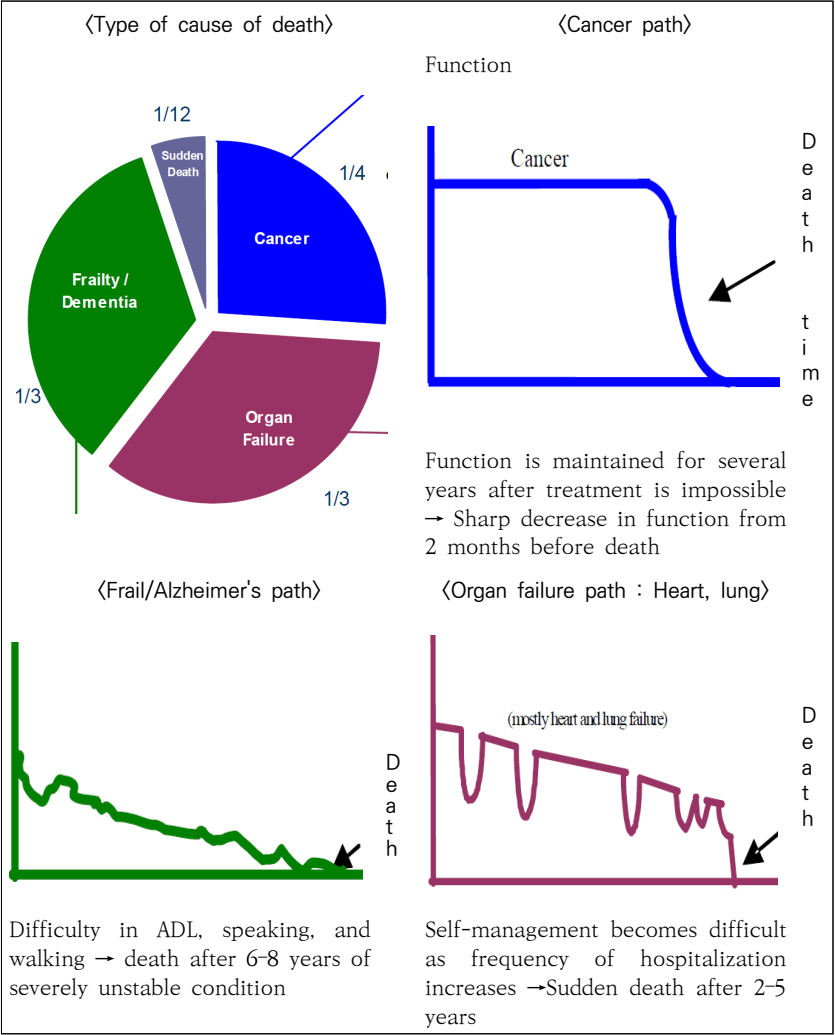 〈Type of cause of death〉
1/12
Sudden
Death
1/4
Cancer
Frailty /
Dementia
1/3
Organ
Failure
1/3
〈Cancer path〉
Function
Cancer
Death time
Function is maintained for several
years after treatment is impossible
→ Sharp decrease in function from
2 months before death
〈Frail/Alzheimer's path〉
Death
Difficulty in ADL, speaking, and
walking → death after 6-8 years of
severely unstable condition
〈Organ failure path : Heart, lung〉
(mostly heart and lung failure)
Death
Self-management becomes difficult
as frequency of hospitalization
increases →Sudden death after 2-5
years